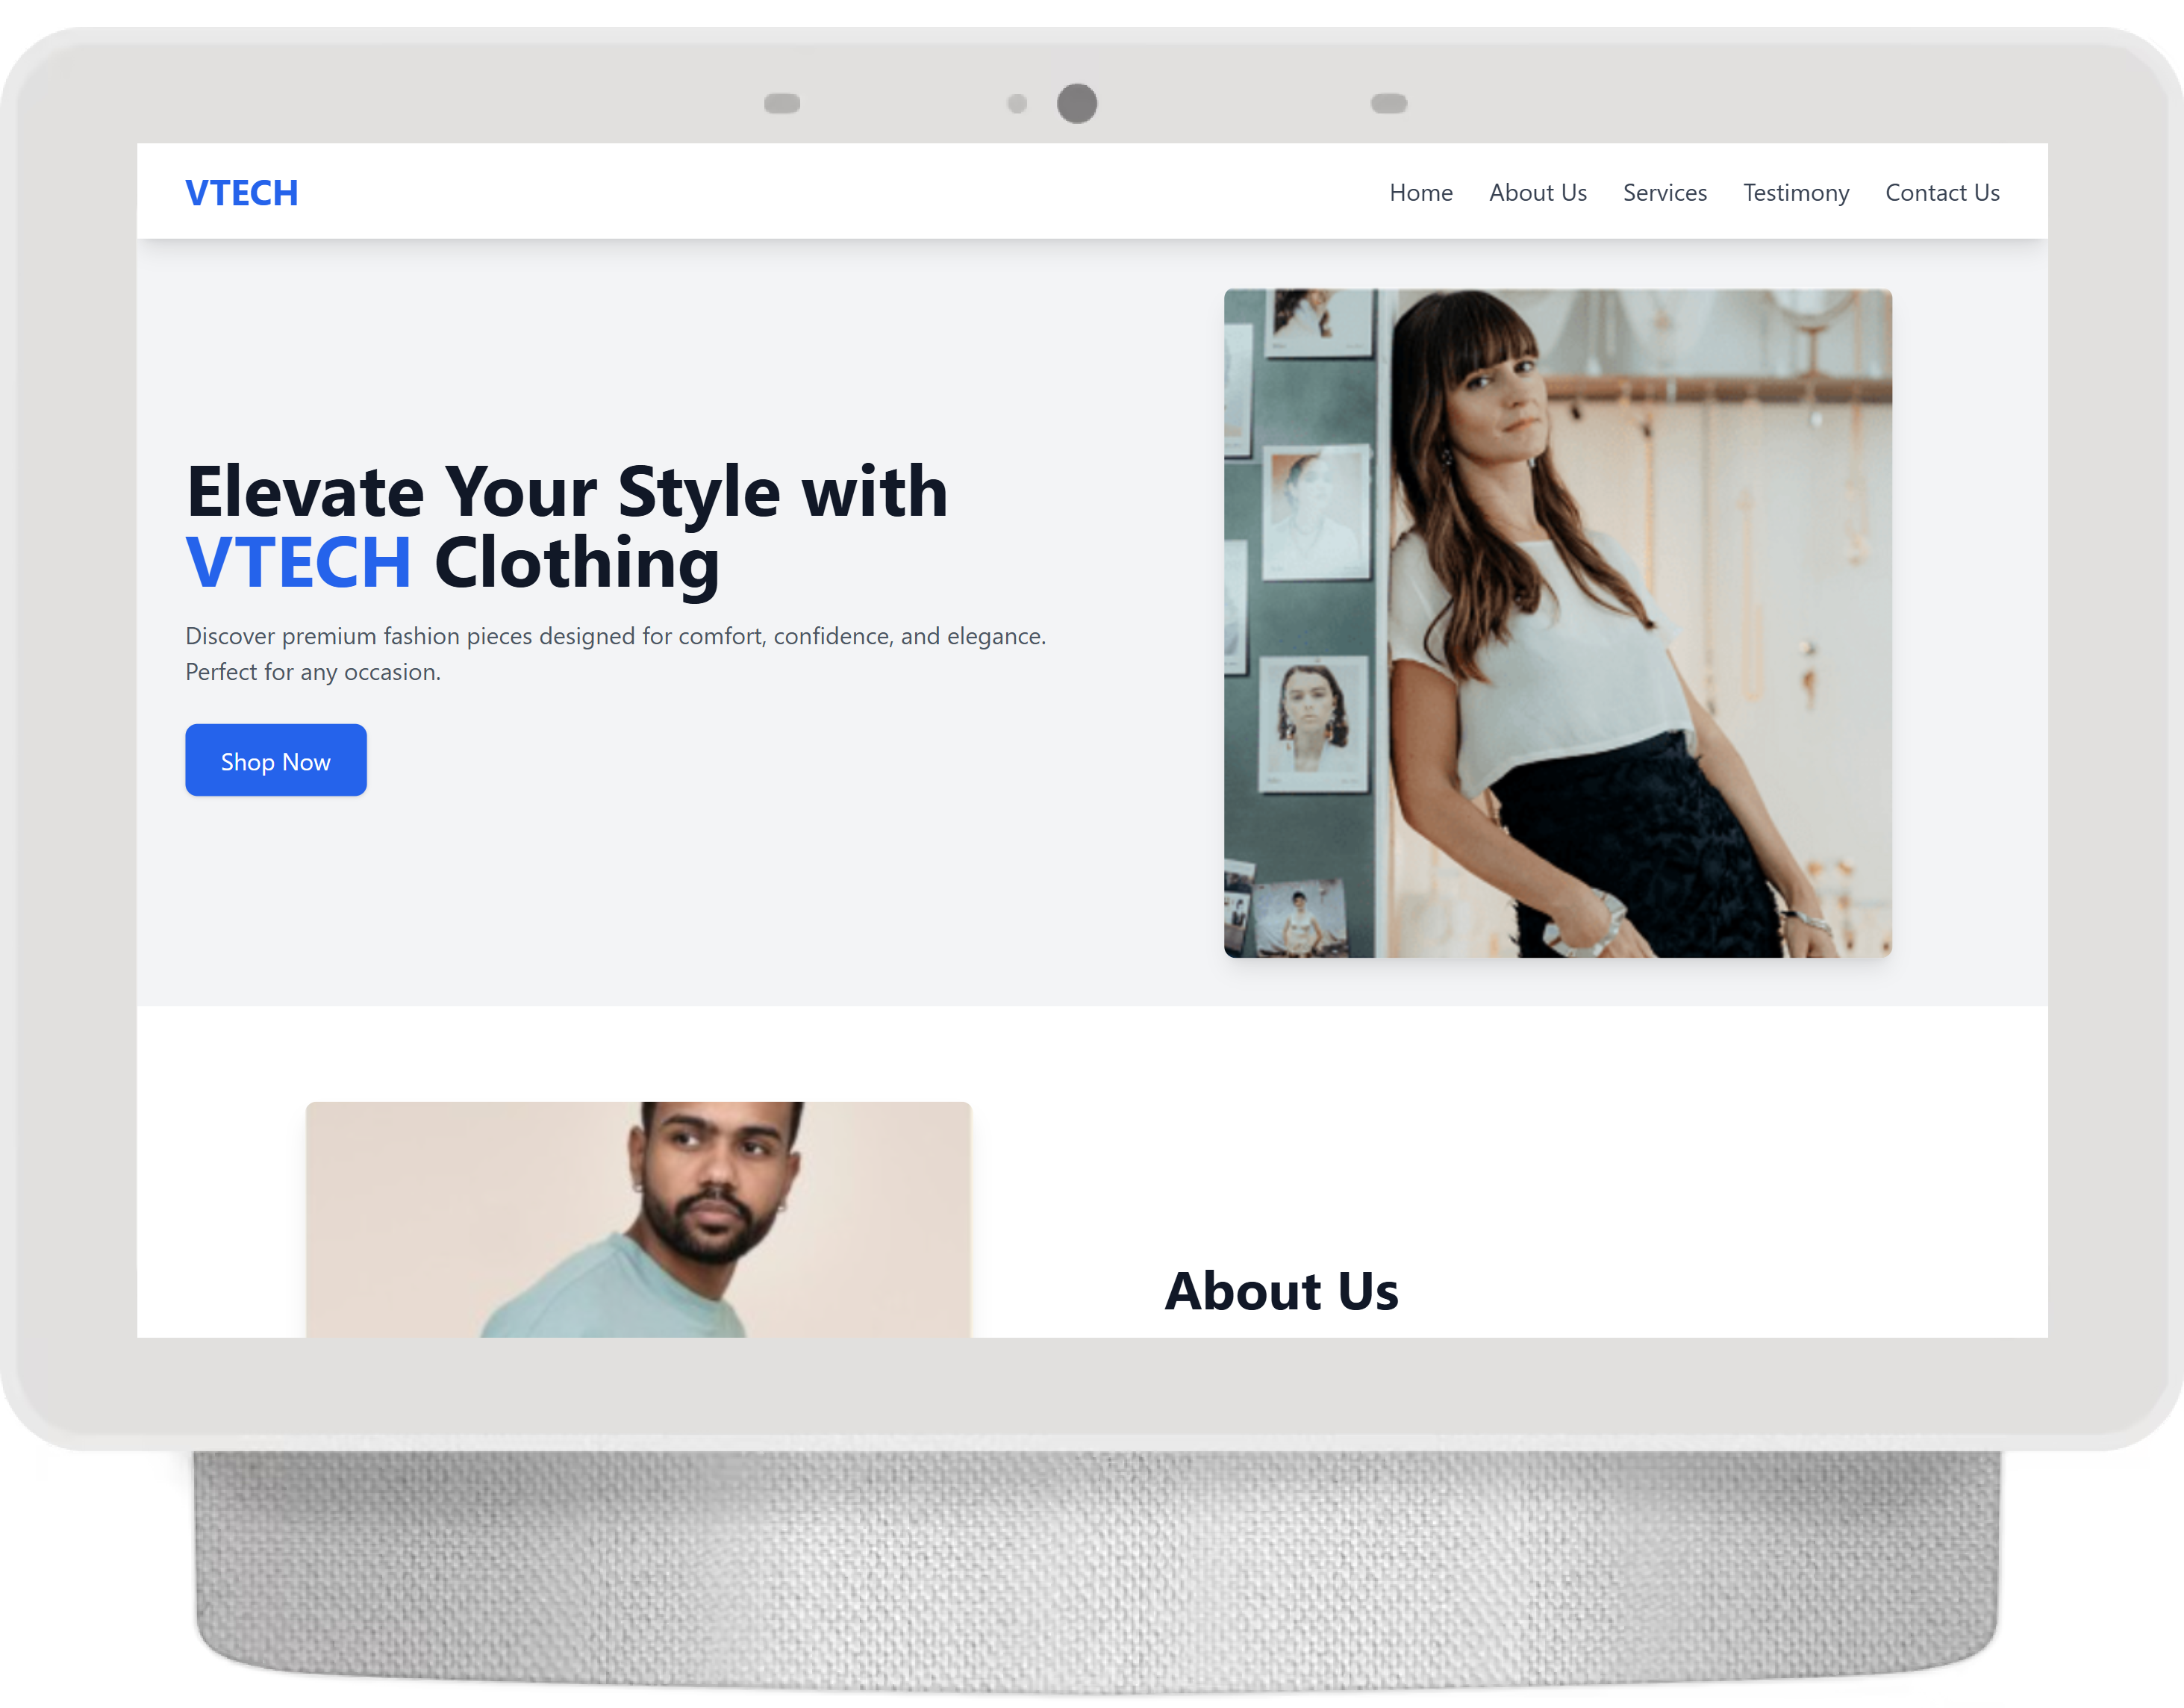 VTECH
Home About Us Services Testimony Contact Us
Elevate Your Style with
VTECH Clothing
Discover premium fashion pieces designed for comfort, confidence, and elegance.
Perfect for any occasion.
Shop Now
About Us